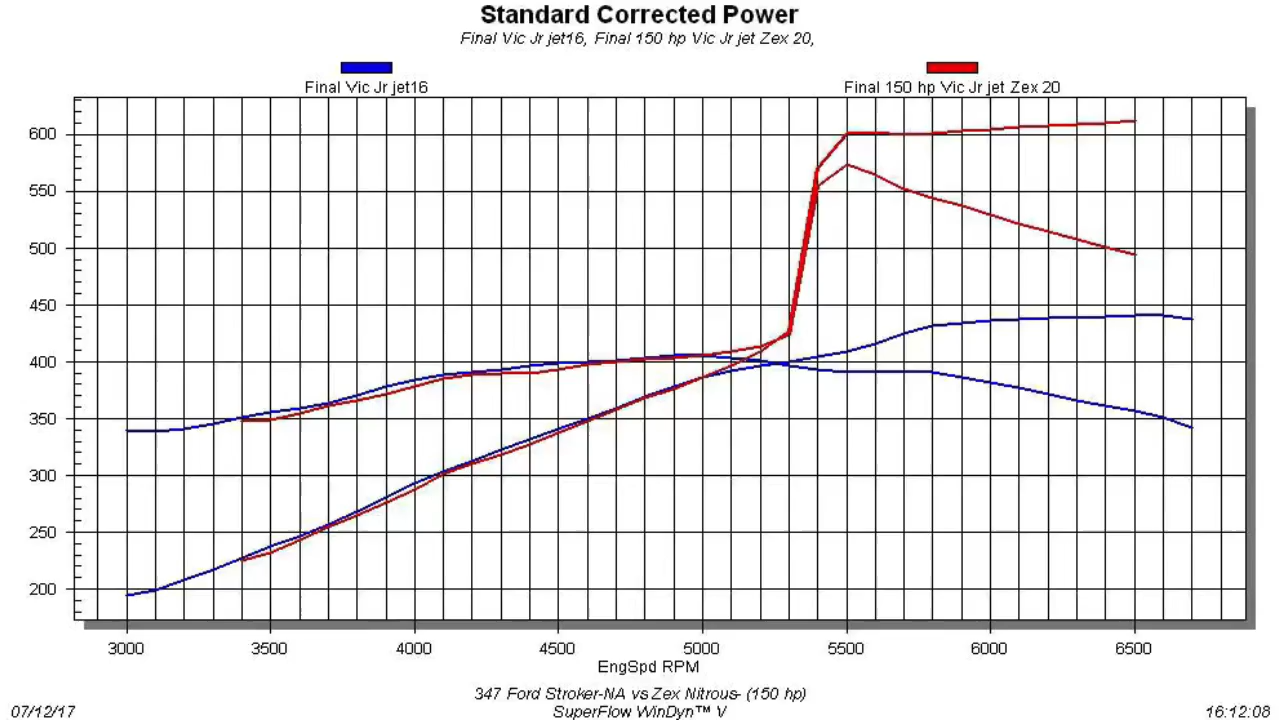 Standard Corrected Power
Final Vic Jr jet16, Final 150 hp Vic Jr jet Zex 20,
Final Vic Jr jet16
Final 150 hp Vic Jr jet Zex 20
600
550
500
450
400
350
300
250
200
3000 3500 4000 4500 5000 5500 6000 6500
EngSpd RPM
347 Ford Stroker-NA vs Zex Nitrous- (150 hp)
07/12/17 SuperFlow WinDyn™ V 16:12:08